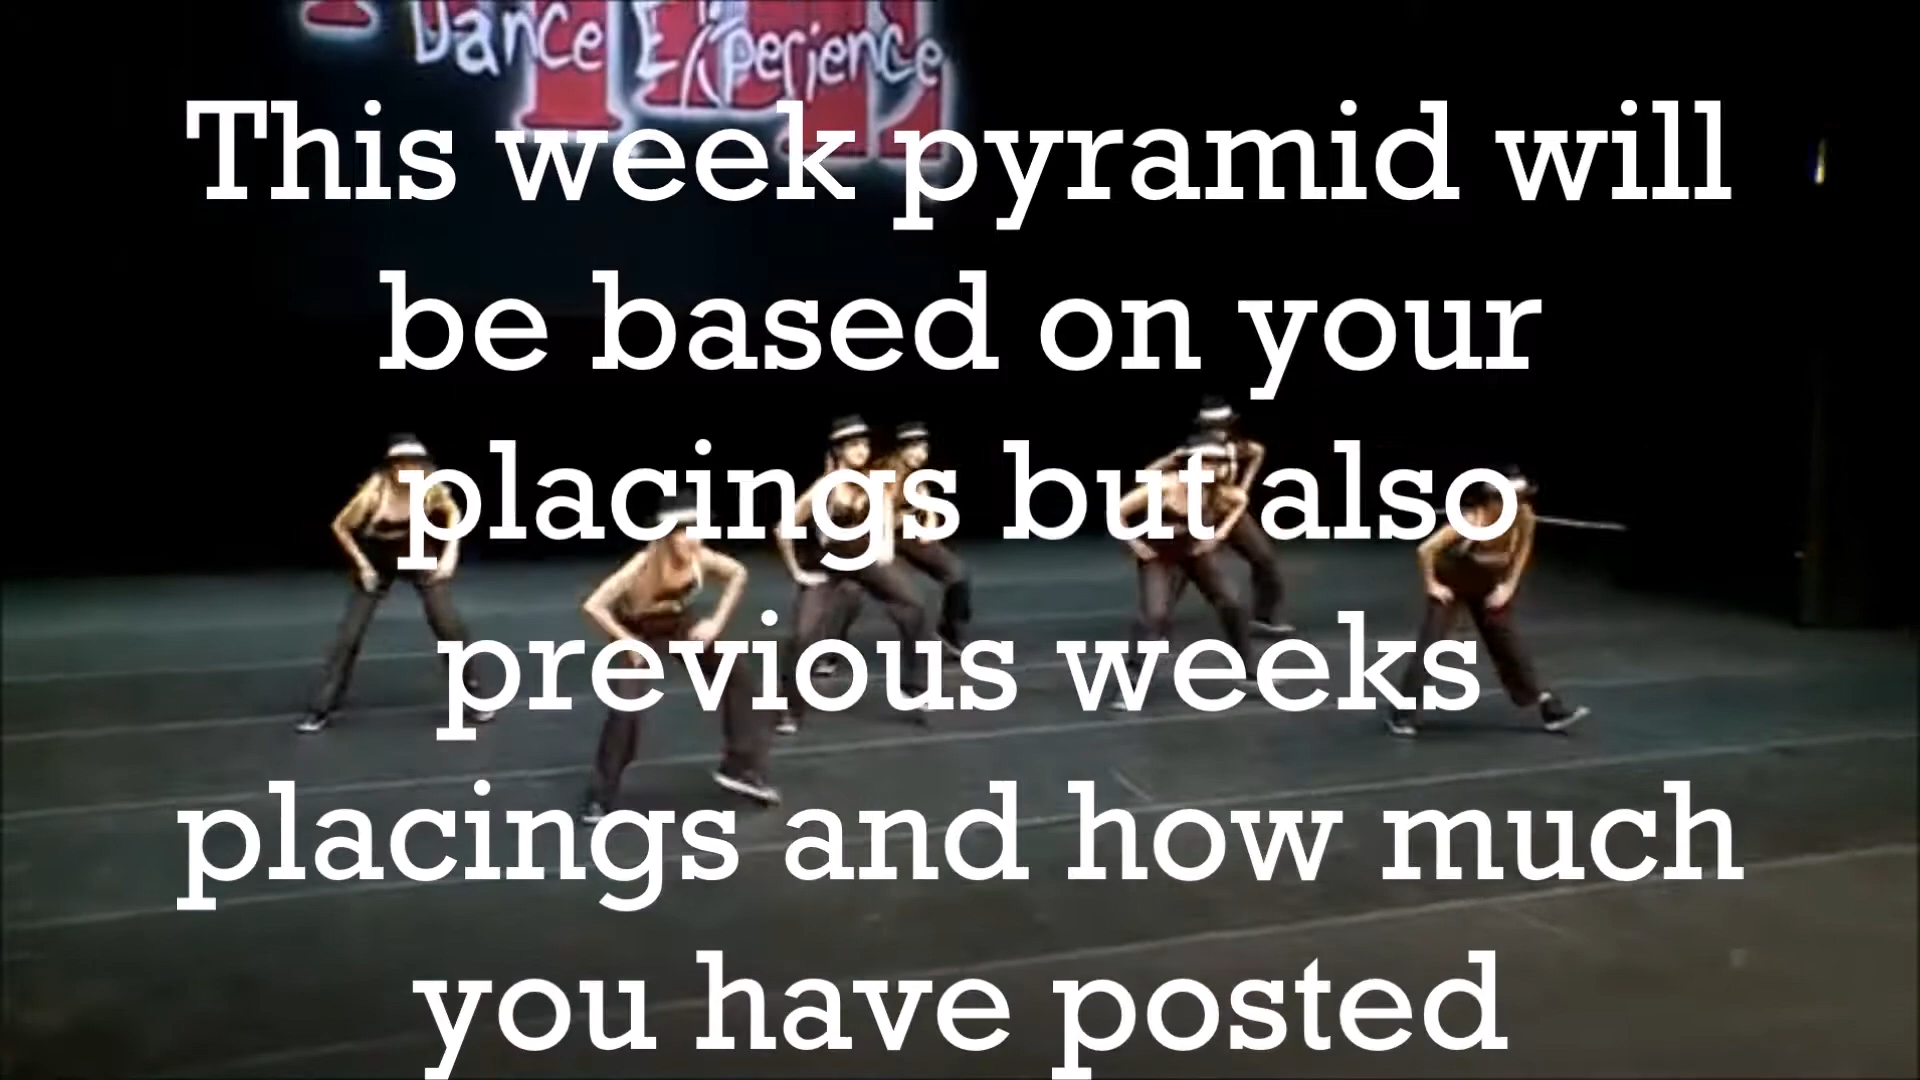 Dance Experience
This week pyramid will
be based on your
placings but also
previous weeks
placings and how much
you have posted